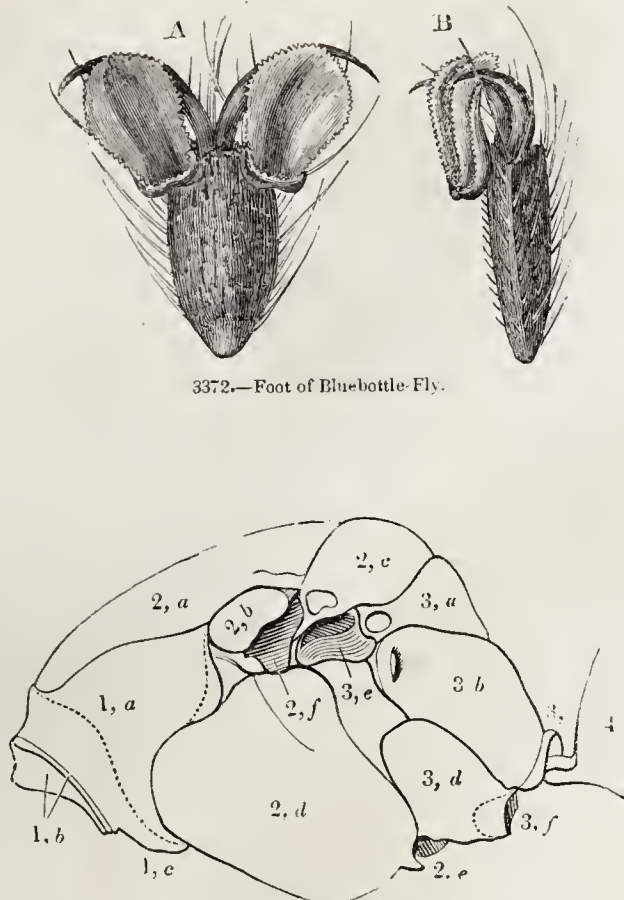 A
B
3372.—Foot of Bluebottle-Fly.
2, c
2, a
3, a
2, b
1, a
3, e
3 b
3,
4
2, f
3, d
2, d
3, f
1, b
1, c
2. e